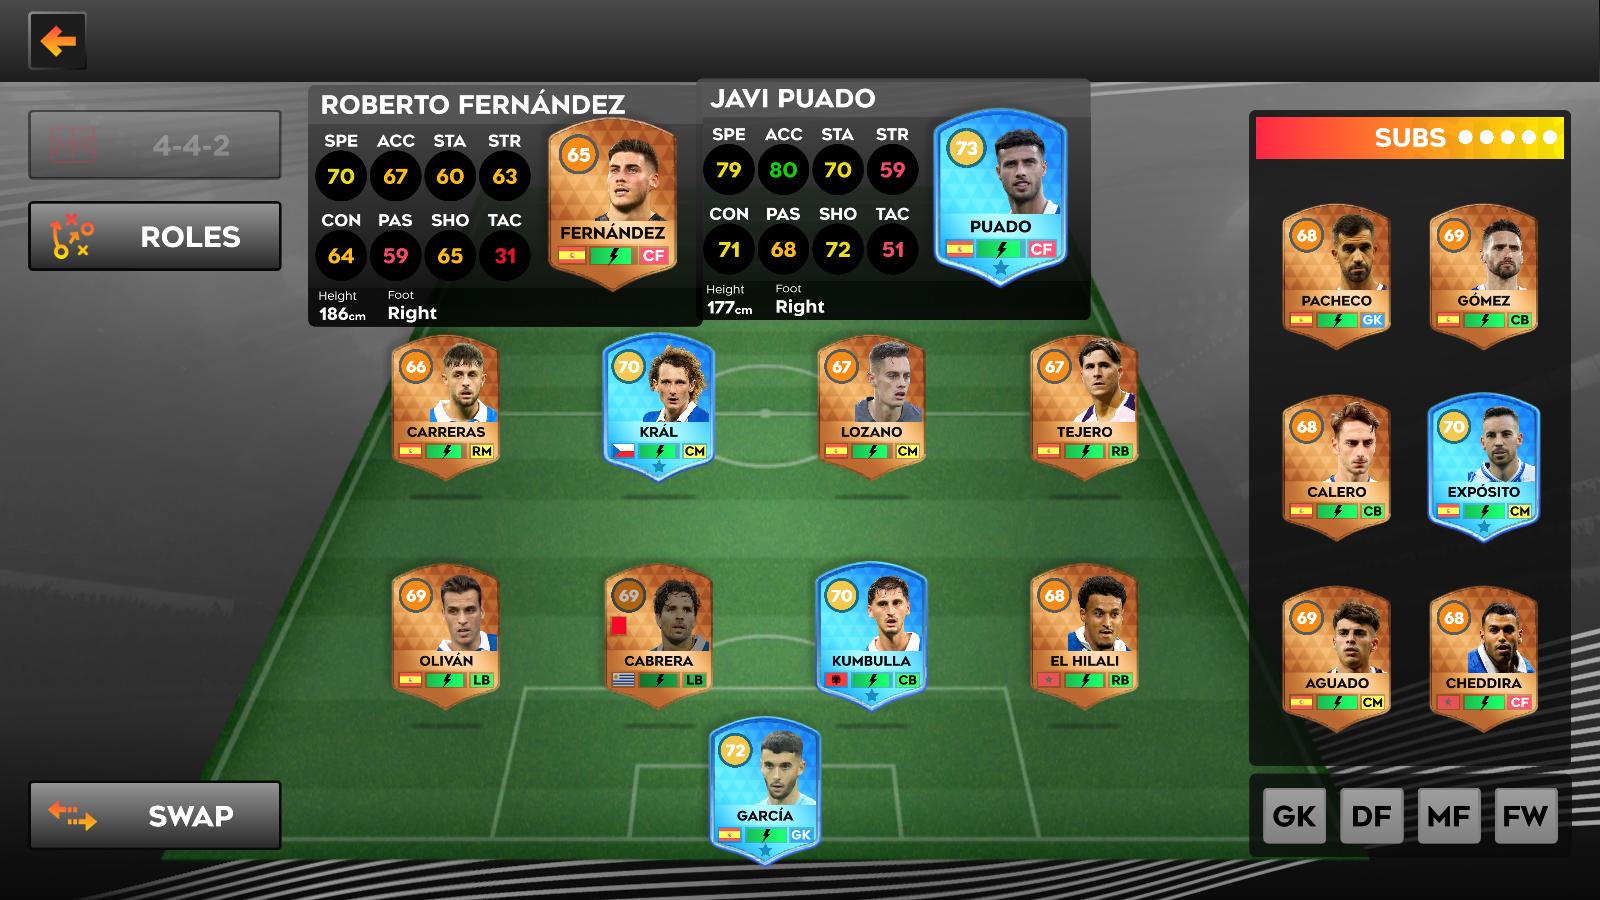 4-4-2
ROLES
SWAP
ROBERTO FERNÁNDEZ
SPE ACC STA STR
70 67 60 63
CON PAS SHO TAC
64 59 65 31
Height Foot
186cm Right
65
FERNÁNDEZ
CF
JAVI PUADO
SPE ACC STA STR
79 80 70 59
CON PAS SHO TAC
71 68 72 51
Height Foot
177cm Right
73
PUADO
CF
66
CARRERAS
RM
70
KRÁL
CM
67
LOZANO
CM
67
TEJERO
RB
69
OLIVÁN
LB
69
CABRERA
LB
70
KUMBULLA
CB
68
EL HILALI
RB
72
GARCÍA
GK
SUBS
68
PACHECO
GK
69
GÓMEZ
CB
68
CALERO
CB
70
EXPÓSITO
CM
69
AGUADO
CM
68
CHEDDIRA
CF
GK DF MF FW